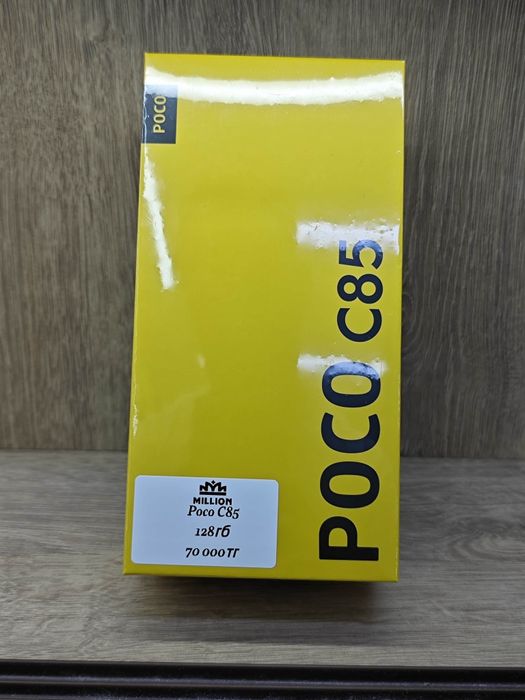 POCO
POCO C85
MILLION
Poco C85
128гб
70 000тг